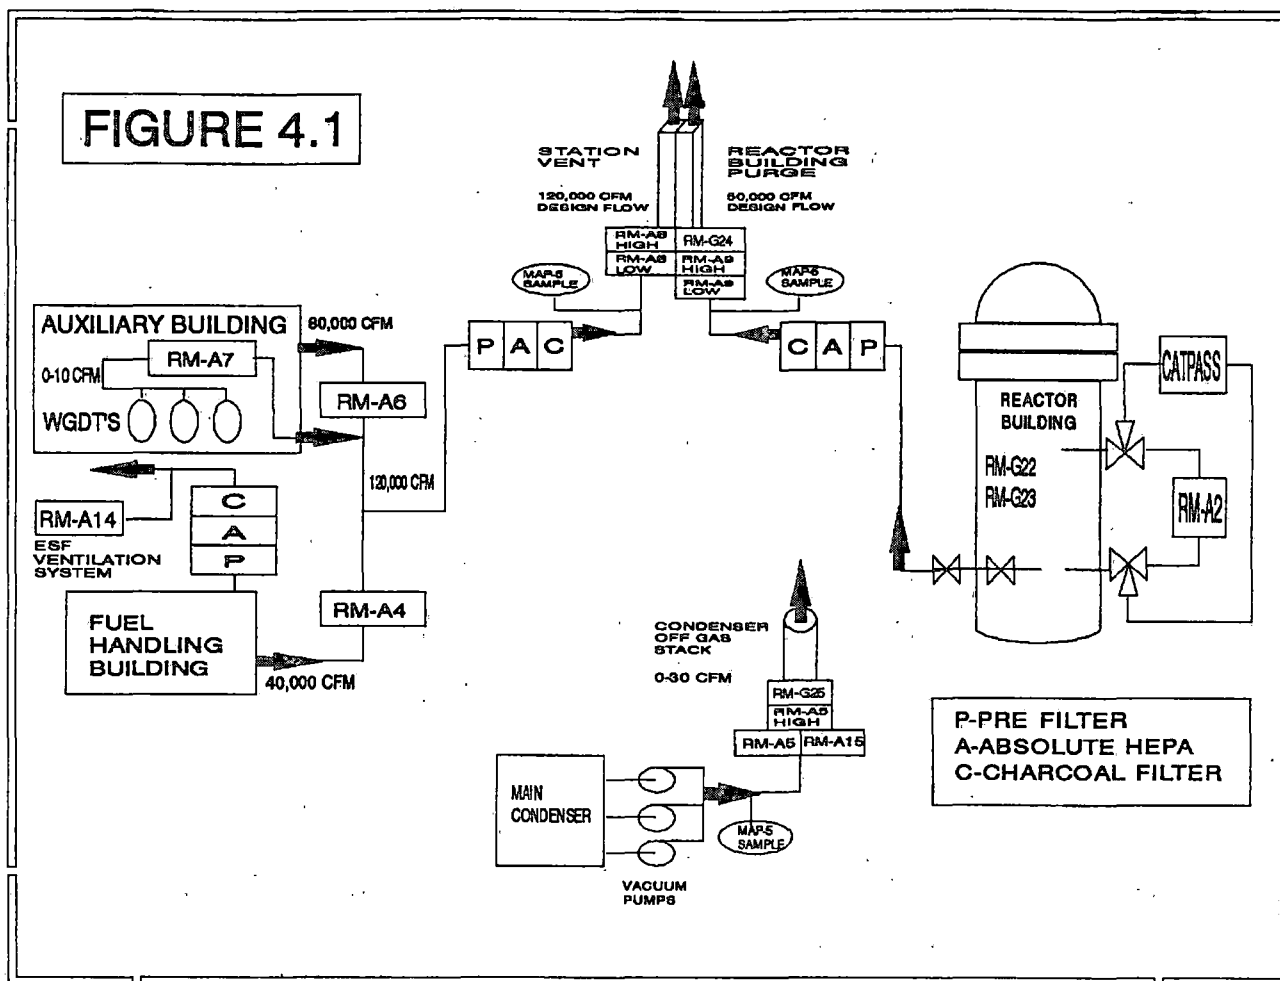 FIGURE 4.1
STATION
VENT
120,000 CFM
DESIGN FLOW
REACTOR
BUILDING
PURGE
50,000 CFM
DESIGN FLOW
RM-A8
HIGH
RM-G24
RM-A8
LOW
RM-A9
HIGH
RM-A9
LOW
MAP-5
SAMPLE
MAP-5
SAMPLE
AUXILIARY BUILDING
80,000 CFM
RM-A7
0-10 CFM
WGDT'S
RM-A6
P A C
C A P
120,000 CFM
REACTOR
BUILDING
RM-G22
RM-G23
CATPASS
RM-A2
RM-A14
ESF
VENTILATION
SYSTEM
C
A
P
RM-A4
FUEL
HANDLING
BUILDING
40,000 CFM
CONDENSER
OFF GAS
STACK
0-30 CFM
RM-G25
RM-A5
HIGH
RM-A5 RM-A15
MAIN
CONDENSER
MAP-5
SAMPLE
VACUUM
PUMPS
P-PRE FILTER
A-ABSOLUTE HEPA
C-CHARCOAL FILTER